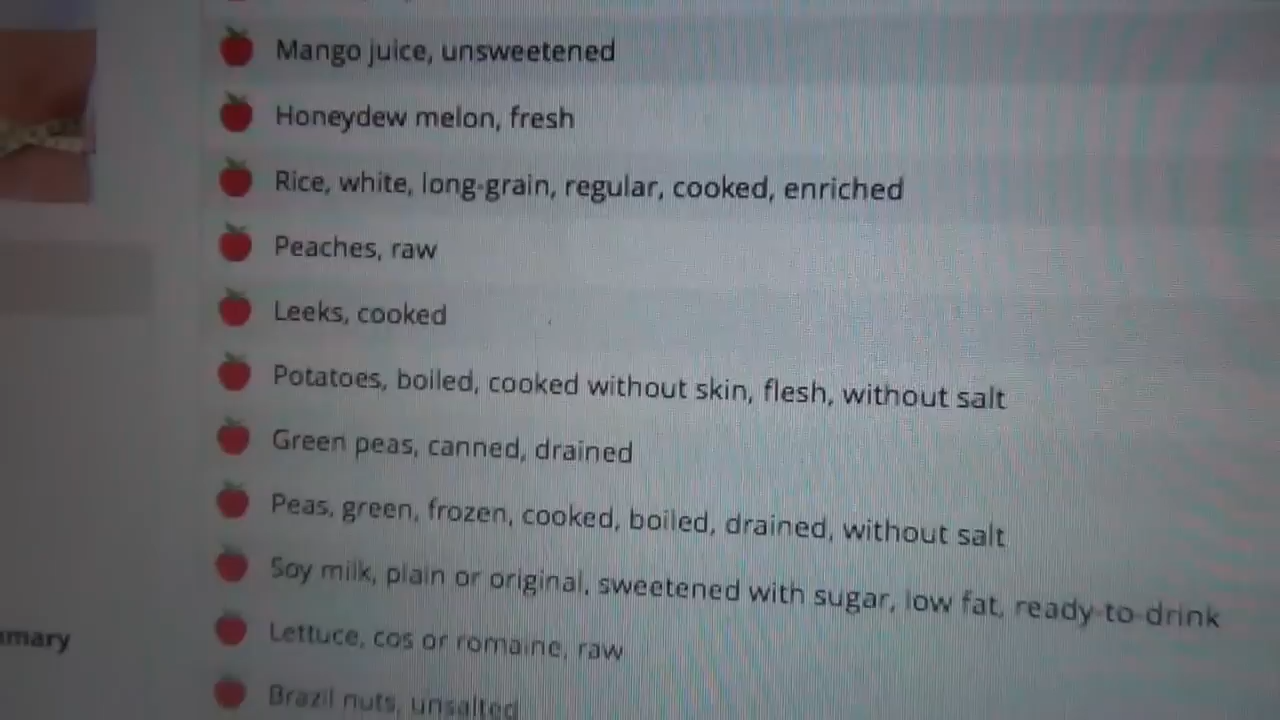 Mango juice, unsweetened
Honeydew melon, fresh
Rice, white, long-grain, regular, cooked, enriched
Peaches, raw
Leeks, cooked
Potatoes, boiled, cooked without skin, flesh, without salt
Green peas, canned, drained
Peas, green, frozen, cooked, boiled, drained, without salt
Soy milk, plain or original, sweetened with sugar, low fat, ready-to-drink
Lettuce, cos or romaine, raw
mary
Brazil nuts, unsalted